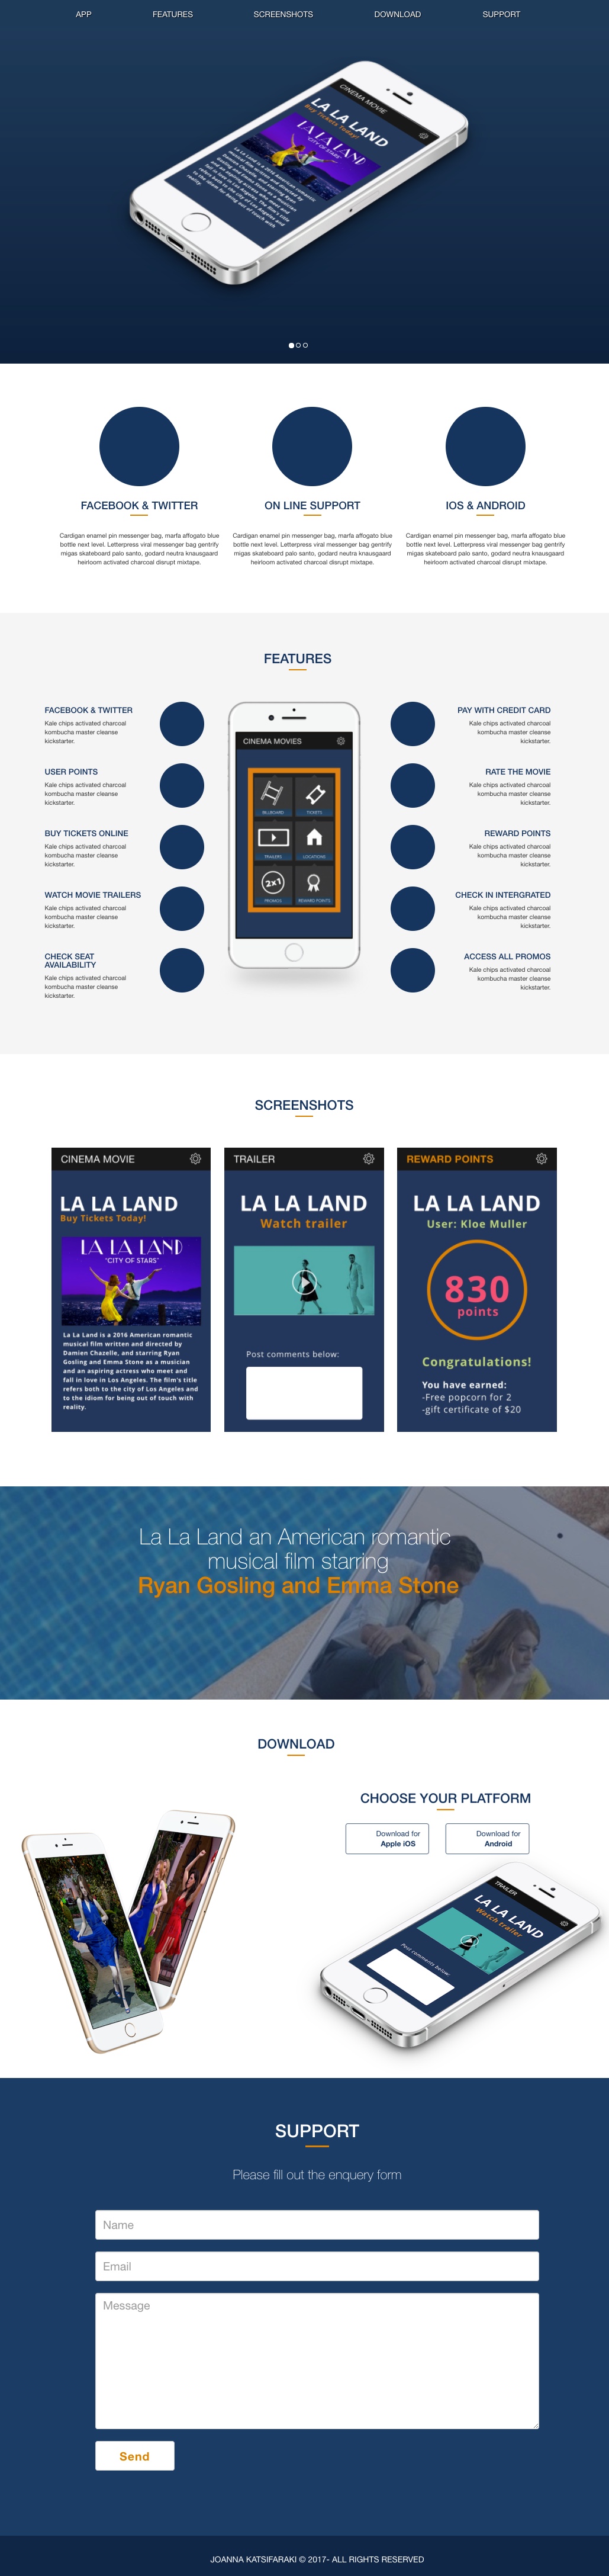 APP FEATURES SCREENSHOTS DOWNLOAD SUPPORT
CINEMA MOVIE
LA LA LAND
Buy Tickets Today!
LA LA LAND
"CITY OF STARS"
FACEBOOK & TWITTER
Cardigan enamel pin messenger bag, marfa affogato blue
bottle next level. Letterpress viral messenger bag gentrify
migas skateboard palo santo, godard neutra knausgaard
heirloom activated charcoal disrupt mixtape.
ON LINE SUPPORT
Cardigan enamel pin messenger bag, marfa affogato blue
bottle next level. Letterpress viral messenger bag gentrify
migas skateboard palo santo, godard neutra knausgaard
heirloom activated charcoal disrupt mixtape.
IOS & ANDROID
Cardigan enamel pin messenger bag, marfa affogato blue
bottle next level. Letterpress viral messenger bag gentrify
migas skateboard palo santo, godard neutra knausgaard
heirloom activated charcoal disrupt mixtape.
FEATURES
FACEBOOK & TWITTER
Kale chips activated charcoal
kombucha master cleanse
kickstarter.
USER POINTS
Kale chips activated charcoal
kombucha master cleanse
kickstarter.
BUY TICKETS ONLINE
Kale chips activated charcoal
kombucha master cleanse
kickstarter.
WATCH MOVIE TRAILERS
Kale chips activated charcoal
kombucha master cleanse
kickstarter.
CHECK SEAT
AVAILABILITY
Kale chips activated charcoal
kombucha master cleanse
kickstarter.
CINEMA MOVIES
BILLBOARD TICKETS
TRAILERS LOCATIONS
2x1
PROMOS REWARD POINTS
PAY WITH CREDIT CARD
Kale chips activated charcoal
kombucha master cleanse
kickstarter.
RATE THE MOVIE
Kale chips activated charcoal
kombucha master cleanse
kickstarter.
REWARD POINTS
Kale chips activated charcoal
kombucha master cleanse
kickstarter.
CHECK IN INTERGRATED
Kale chips activated charcoal
kombucha master cleanse
kickstarter.
ACCESS ALL PROMOS
Kale chips activated charcoal
kombucha master cleanse
kickstarter.
SCREENSHOTS
CINEMA MOVIE
LA LA LAND
Buy Tickets Today!
LA LA LAND
"CITY OF STARS"
La La Land is a 2016 American romantic
musical film written and directed by
Damien Chazelle, and starring Ryan
Gosling and Emma Stone as a musician
and an aspiring actress who meet and
fall in love in Los Angeles. The film's title
refers both to the city of Los Angeles and
to the idiom for being out of touch with
reality.
TRAILER
LA LA LAND
Watch trailer
Post comments below:
REWARD POINTS
LA LA LAND
User: Kloe Muller
830
points
Congratulations!
You have earned:
-Free popcorn for 2
-gift certificate of $20
La La Land an American romantic
musical film starring
Ryan Gosling and Emma Stone
DOWNLOAD
CHOOSE YOUR PLATFORM
Download for
Apple iOS
Download for
Android
TRAILER
LA LA LAND
Watch trailer
Post comments below:
SUPPORT
Please fill out the enquery form
Name
Email
Message
Send
JOANNA KATSIFARAKI © 2017- ALL RIGHTS RESERVED